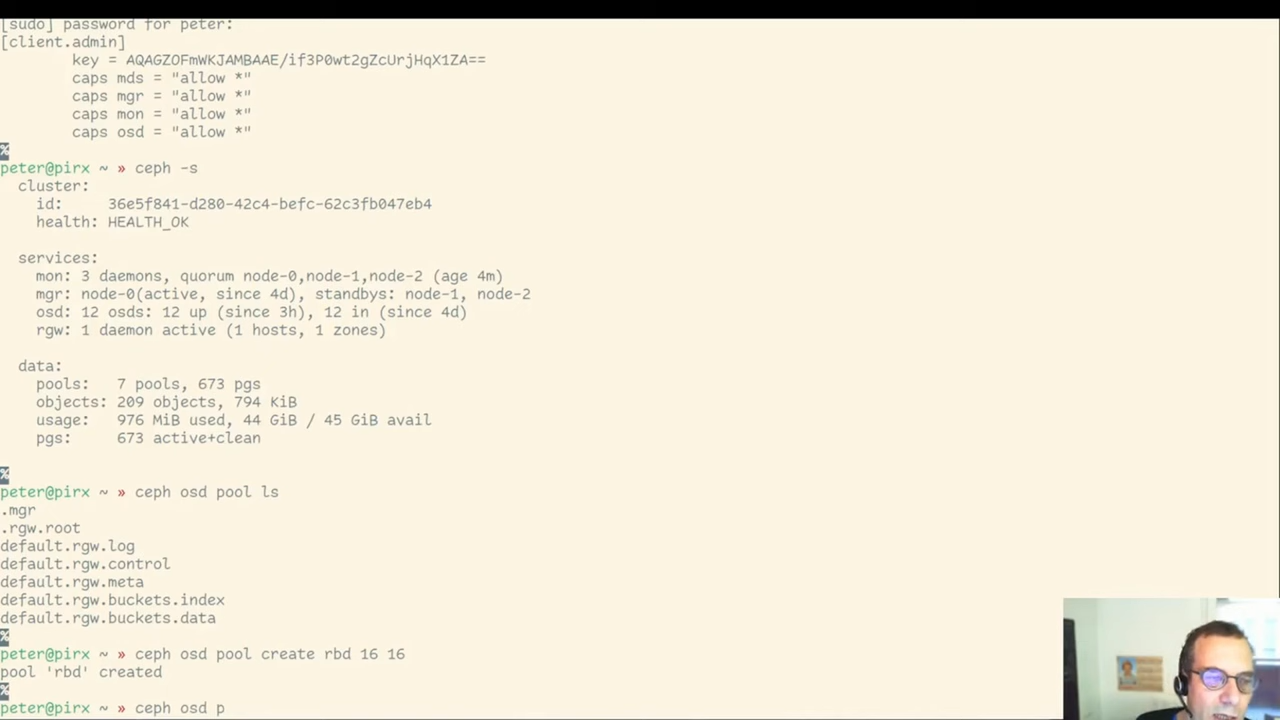 [sudo] password for peter:
[client.admin]
key = AQAGZOFmWKJAMBAAE/if3P0wt2gZcUrjHqX1ZA==
caps mds = "allow *"
caps mgr = "allow *"
caps mon = "allow *"
caps osd = "allow *"
%
peter@pirx ~ » ceph -s
cluster:
id: 36e5f841-d280-42c4-befc-62c3fb047eb4
health: HEALTH_OK
services:
mon: 3 daemons, quorum node-0,node-1,node-2 (age 4m)
mgr: node-0(active, since 4d), standbys: node-1, node-2
osd: 12 osds: 12 up (since 3h), 12 in (since 4d)
rgw: 1 daemon active (1 hosts, 1 zones)
data:
pools: 7 pools, 673 pgs
objects: 209 objects, 794 KiB
usage: 976 MiB used, 44 GiB / 45 GiB avail
pgs: 673 active+clean
%
peter@pirx ~ » ceph osd pool ls
.mgr
.rgw.root
default.rgw.log
default.rgw.control
default.rgw.meta
default.rgw.buckets.index
default.rgw.buckets.data
%
peter@pirx ~ » ceph osd pool create rbd 16 16
pool 'rbd' created
%
peter@pirx ~ » ceph osd p